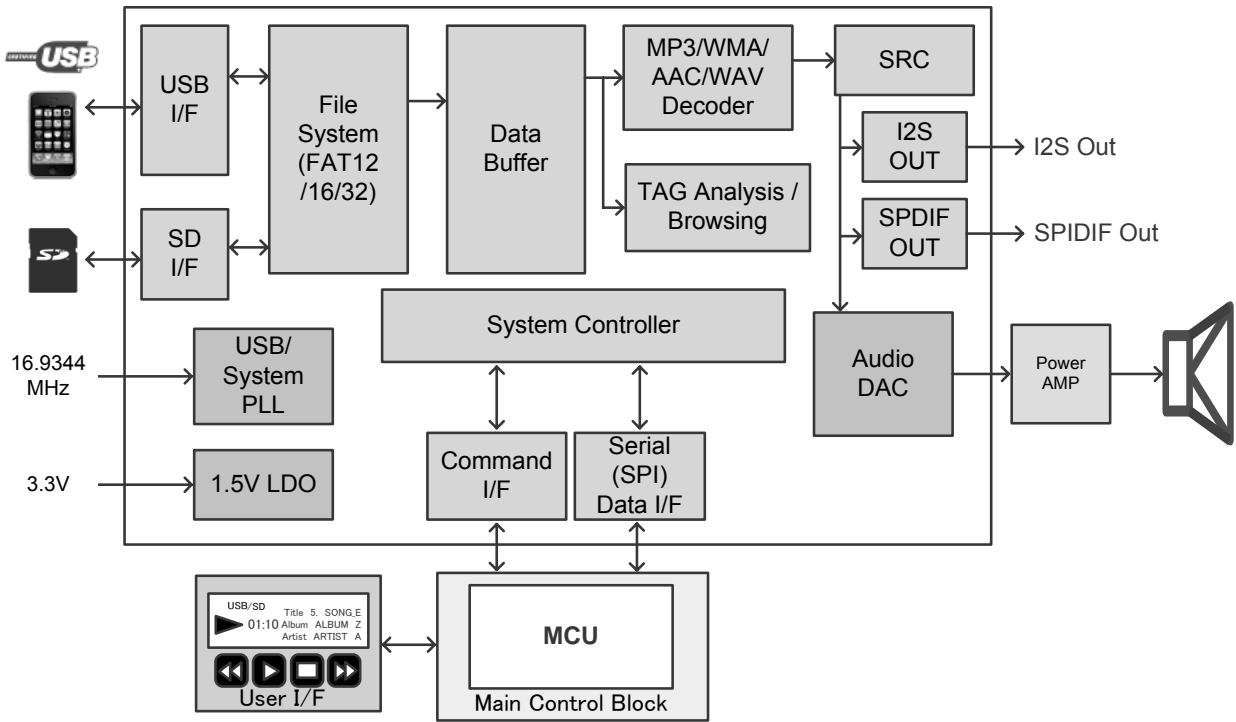 CERTIFIED USB
USB
I/F
File
System
(FAT12
/16/32)
Data
Buffer
MP3/WMA/
AAC/WAV
Decoder
SRC
I2S
OUT
I2S Out
TAG Analysis /
Browsing
SPDIF
OUT
SPIDIF Out
SD
I/F
SD
System Controller
16.9344
MHz
USB/
System
PLL
Audio
DAC
Power
AMP
3.3V
1.5V LDO
Command
I/F
Serial
(SPI)
Data I/F
USB/SD
Title 5. SONG_E
01:10 Album ALBUM Z
Artist ARTIST A
User I/F
MCU
Main Control Block